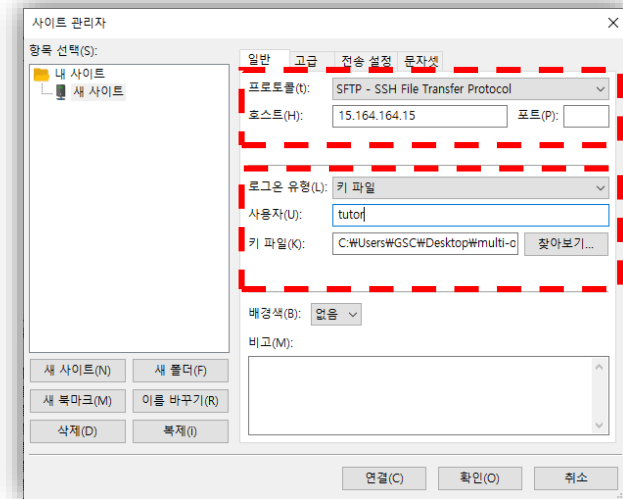 사이트 관리자
항목 선택(S):
내 사이트
새 사이트
새 사이트(N) 새 폴더(F)
새 북마크(M) 이름 바꾸기(R)
삭제(D) 복제(I)
일반 고급 전송 설정 문자셋
프로토콜(t): SFTP - SSH File Transfer Protocol
호스트(H): 15.164.164.15 포트(P):
로그온 유형(L): 키 파일
사용자(U): tutor
키 파일(K): C:₩Users₩GSC₩Desktop₩multi-c 찾아보기...
배경색(B): 없음
비고(M):
연결(C) 확인(O) 취소